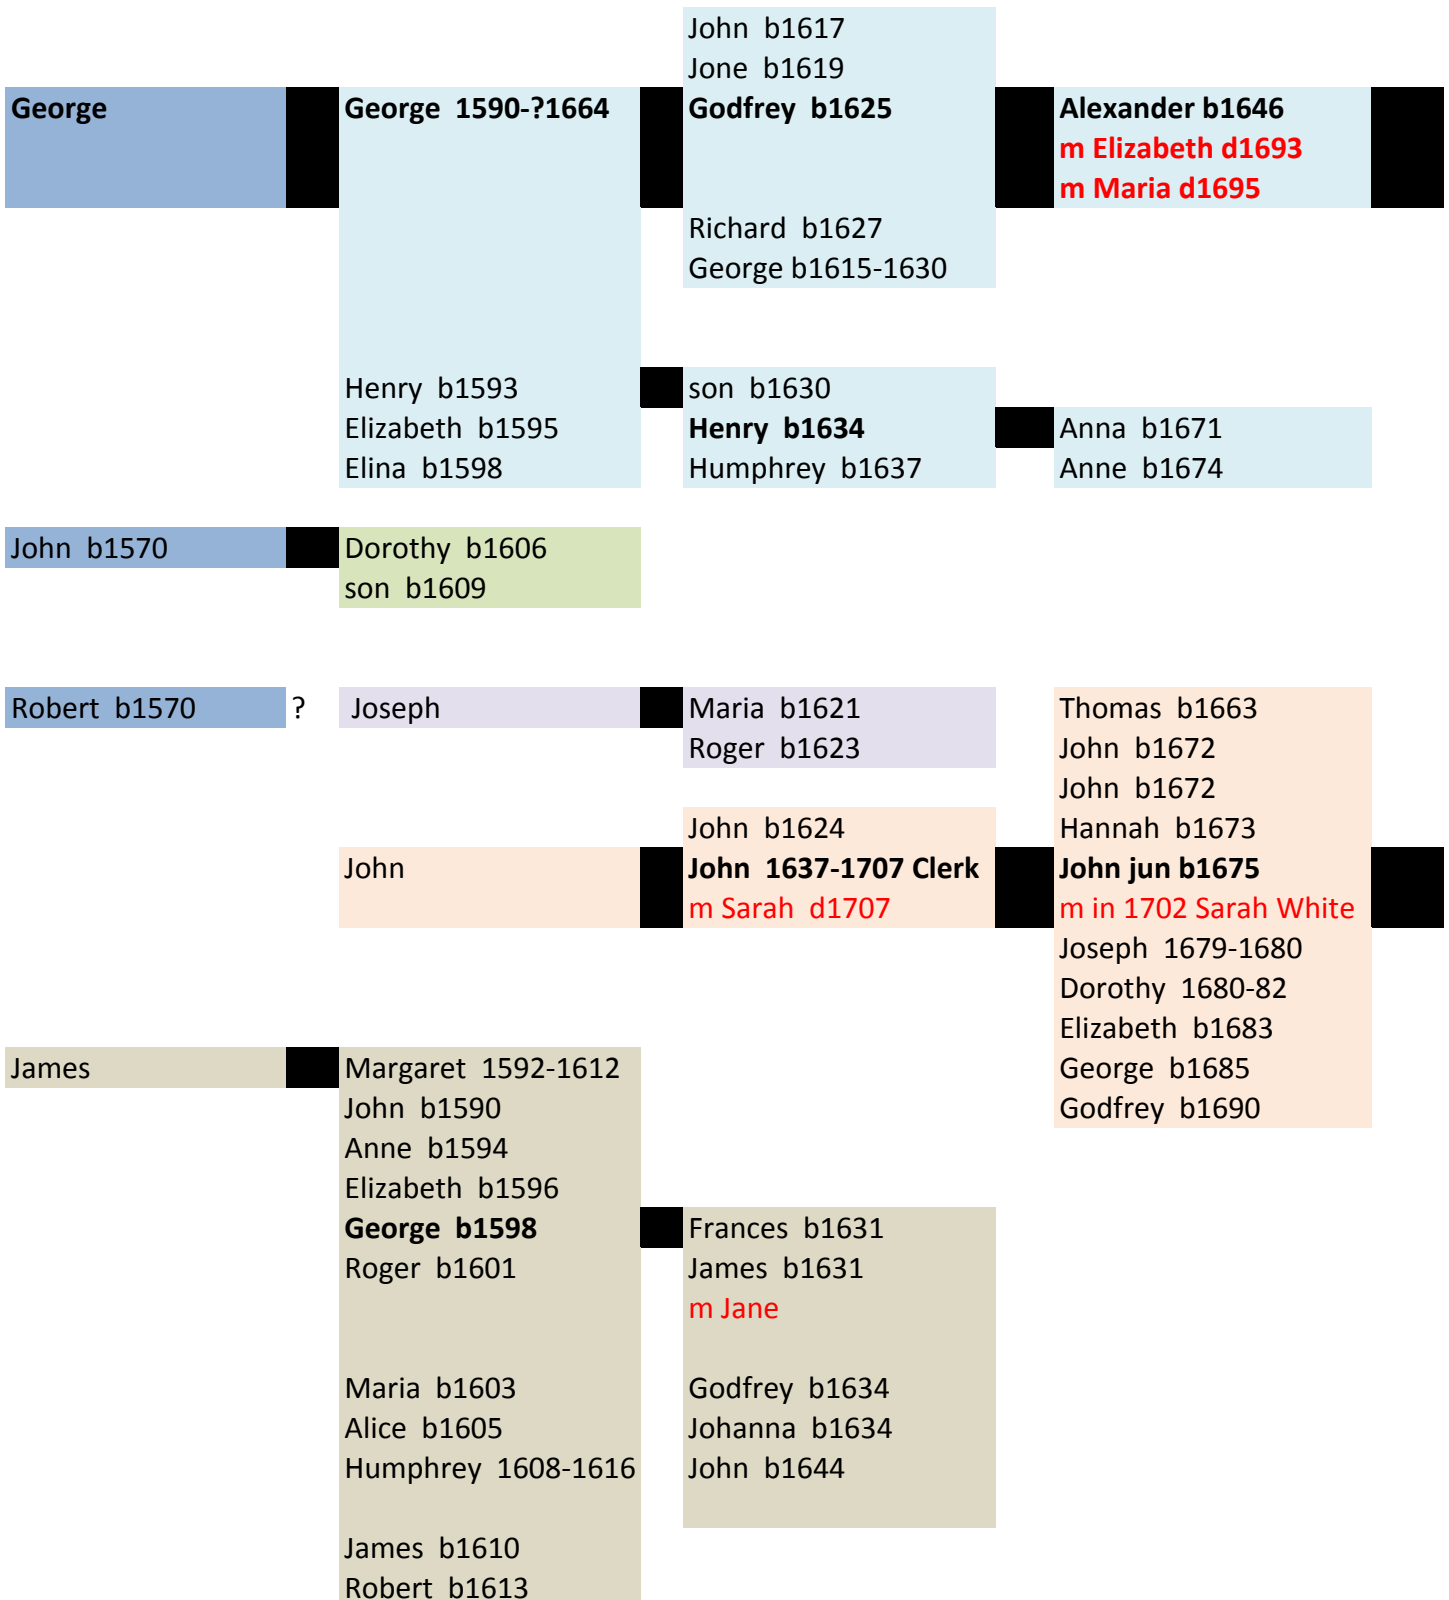 John b1617
Jone b1619
George George 1590-?1664 Godfrey b1625 Alexander b1646
m Elizabeth d1693
m Maria d1695
Richard b1627
George b1615-1630
Henry b1593 son b1630
Elizabeth b1595 Henry b1634 Anna b1671
Elina b1598 Humphrey b1637 Anne b1674
John b1570 Dorothy b1606
son b1609
Robert b1570 ? Joseph Maria b1621 Thomas b1663
Roger b1623 John b1672
John b1672
John b1624 Hannah b1673
John John 1637-1707 Clerk John jun b1675
m Sarah d1707 m in 1702 Sarah White
Joseph 1679-1680
Dorothy 1680-82
Elizabeth b1683
James Margaret 1592-1612 George b1685
John b1590 Godfrey b1690
Anne b1594
Elizabeth b1596
George b1598 Frances b1631
Roger b1601 James b1631
m Jane
Maria b1603 Godfrey b1634
Alice b1605 Johanna b1634
Humphrey 1608-1616 John b1644
James b1610
Robert b1613